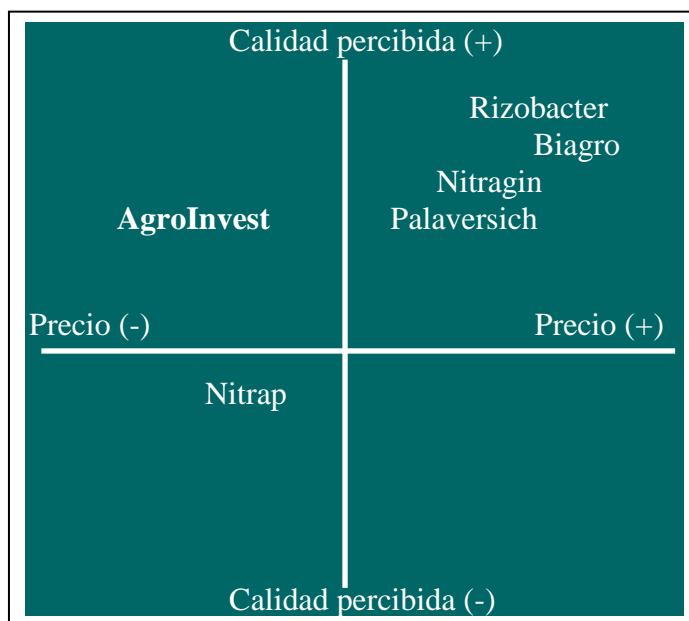 Calidad percibida (+)
Rizobacter
Biagro
Nitragin
AgroInvest
Palaversich
Precio (-)
Precio (+)
Nitrap
Calidad percibida (-)